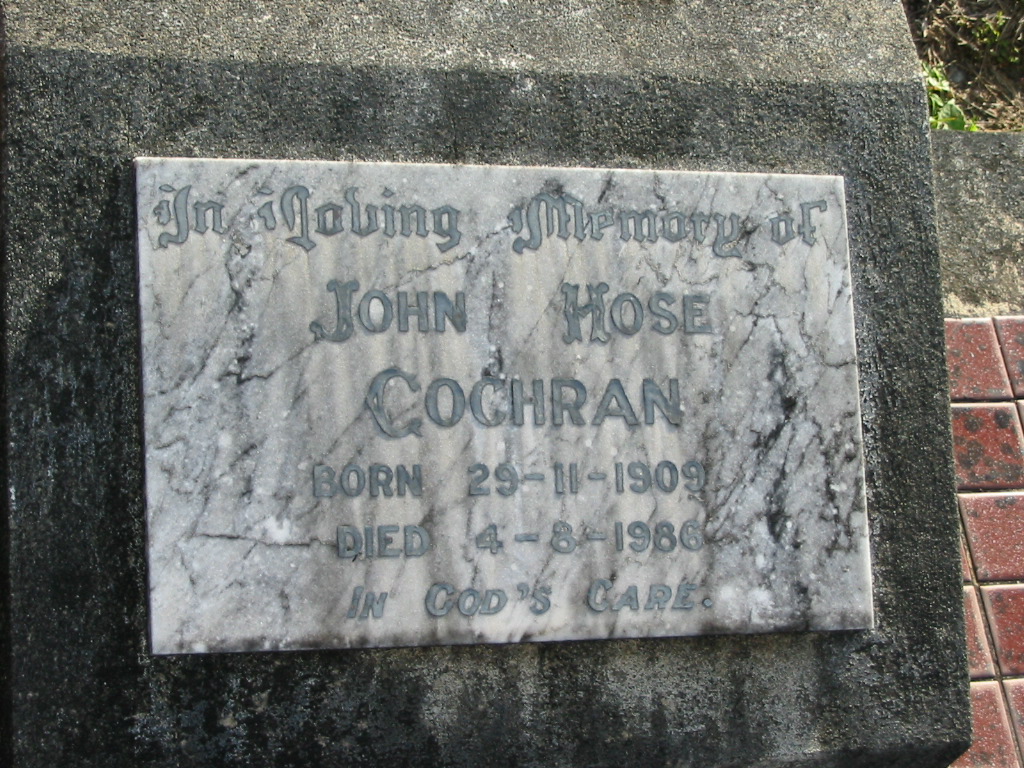 In Loving Memory of
JOHN HOSE
COCHRAN
BORN 29-11-1909
DIED 4-8-1986
IN GOD'S CARE.